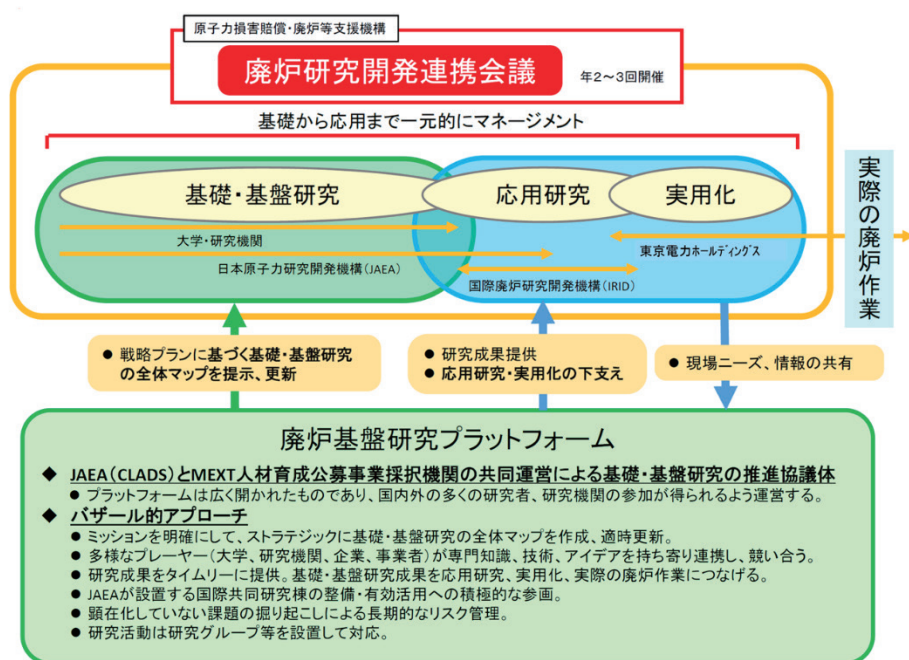 原子力損害賠償・廃炉等支援機構
廃炉研究開発連携会議
年2～3回開催
基礎から応用まで一元的にマネージメント
基礎・基盤研究
応用研究
実用化
実際の廃炉作業
大学・研究機関
東京電力ホールディングス
日本原子力研究開発機構（JAEA）
国際廃炉研究開発機構（IRID）
● 戦略プランに基づく基礎・基盤研究
の全体マップを提示、更新
● 研究成果提供
● 応用研究・実用化の下支え
● 現場ニーズ、情報の共有
廃炉基盤研究プラットフォーム
◆ JAEA（CLADS）とMEXT人材育成公募事業採択機関の共同運営による基礎・基盤研究の推進協議体
● プラットフォームは広く開かれたものであり、国内外の多くの研究者、研究機関の参加が得られるよう運営する。
◆ バザール的アプローチ
● ミッションを明確にして、ストラテジックに基礎・基盤研究の全体マップを作成、適時更新。
● 多様なプレーヤー（大学、研究機関、企業、事業者）が専門知識、技術、アイデアを持ち寄り連携し、競い合う。
● 研究成果をタイムリーに提供。基礎・基盤研究成果を応用研究、実用化、実際の廃炉作業につなげる。
● JAEAが設置する国際共同研究棟の整備・有効活用への積極的な参画。
● 顕在化していない課題の掘り起こしによる長期的なリスク管理。
● 研究活動は研究グループ等を設置して対応。